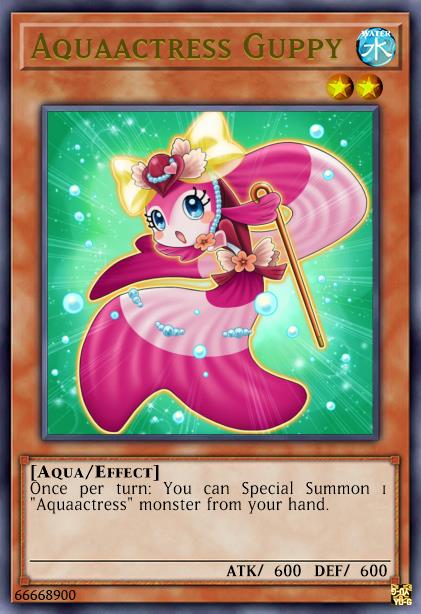 Aquaactress Guppy
WATER
水
[Aqua/Effect]
Once per turn: You can Special Summon 1
"Aquaactress" monster from your hand.
ATK/ 600 DEF/ 600
66668900